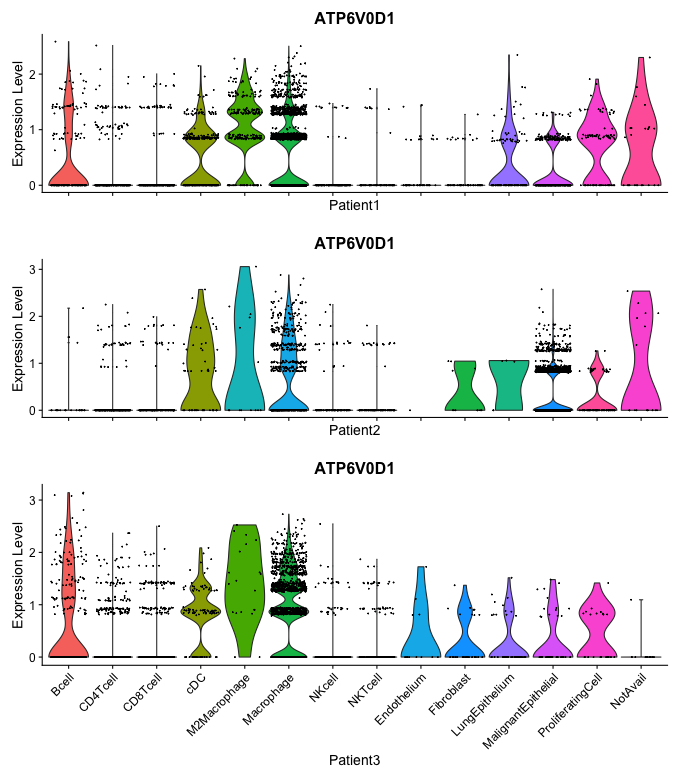 ATP6V0D1
Expression Level
2
1
0
Patient1
ATP6V0D1
Expression Level
3
2
1
0
Patient2
ATP6V0D1
Expression Level
3
2
1
0
Bcell
CD4Tcell
CD8Tcell
cDC
M2Macrophage
Macrophage
NKcell
NKTcell
Endothelium
Fibroblast
LungEpithelium
MalignantEpithelial
ProliferatingCell
NotAvail
Patient3